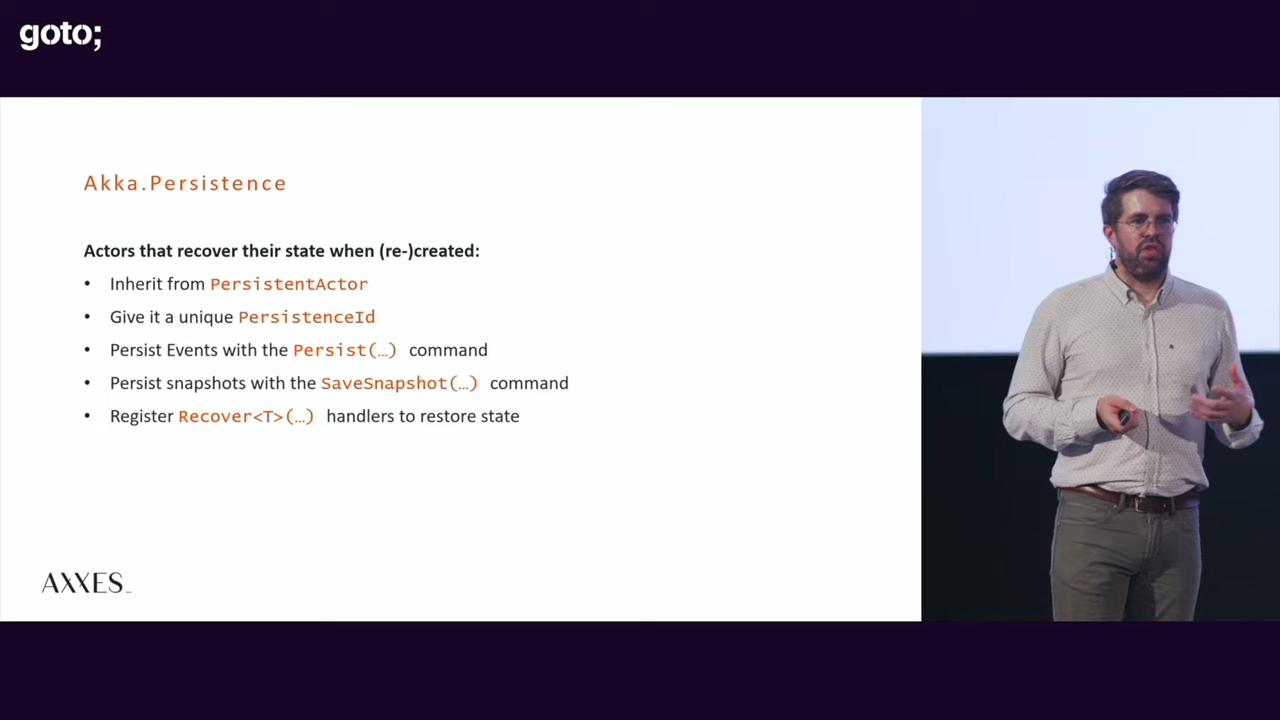 goto;
Akka.Persistence
Actors that recover their state when (re-)created:
• Inherit from PersistentActor
• Give it a unique PersistenceId
• Persist Events with the Persist(…) command
• Persist snapshots with the SaveSnapshot(…) command
• Register Recover<T>(…) handlers to restore state
AXXES_